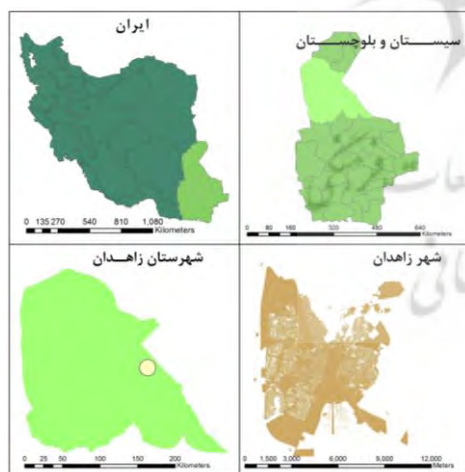 ایران
سیستان و بلوچستان
0 135 270 540 810 1,080
Kilometers
0 80 160 320 480 640
Kilometers
شهرستان زاهدان
شهر زاهدان
0 25 50 100 150 200
Kilometers
0 1,500 3,000 6,000 9,000 12,000
Meters